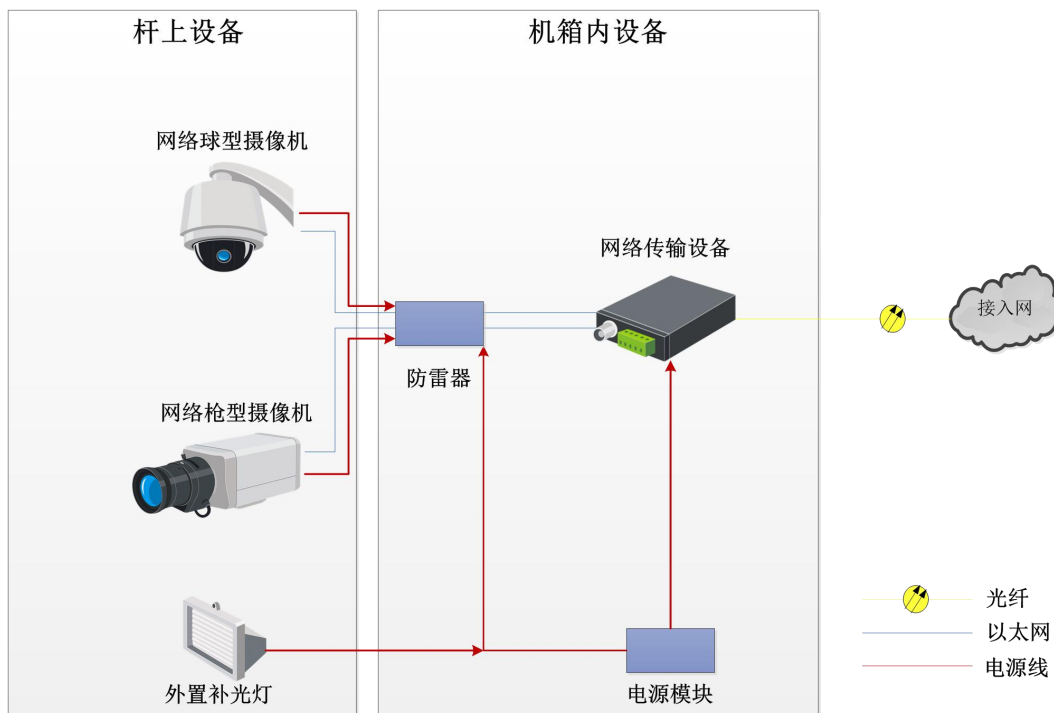 杆上设备
机箱内设备
网络球型摄像机
网络传输设备
接入网
防雷器
网络枪型摄像机
外置补光灯
电源模块
光纤
以太网
电源线